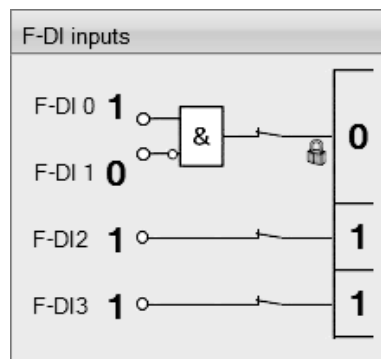 F-DI inputs
F-DI 0 1
&
0
F-DI 1 0
F-DI2 1 1
F-DI3 1 1